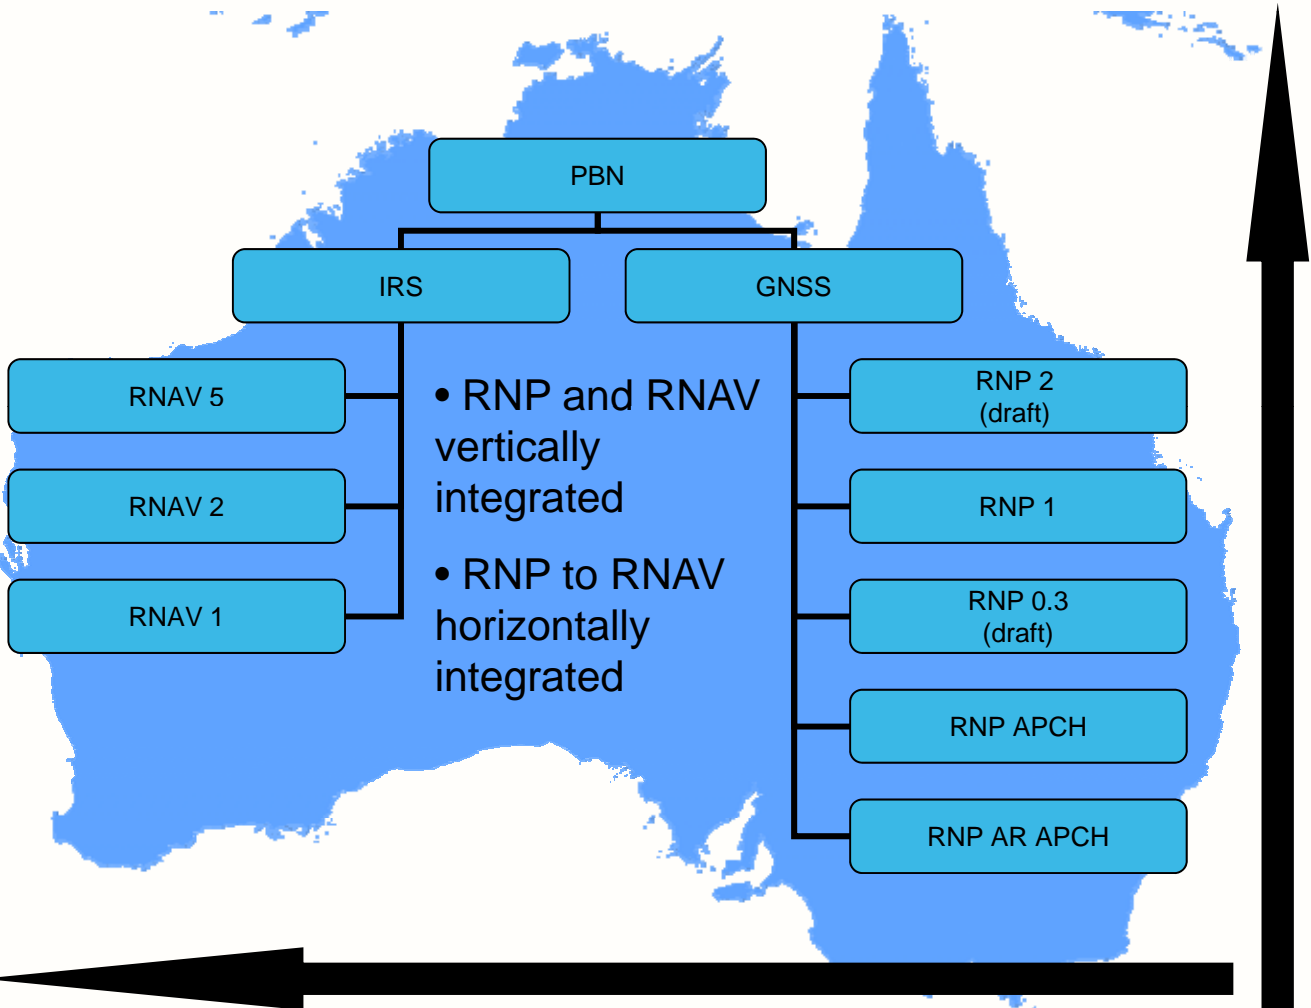 PBN
IRS
GNSS
RNAV 5
RNAV 2
RNAV 1
• RNP and RNAV
vertically
integrated
• RNP to RNAV
horizontally
integrated
RNP 2
(draft)
RNP 1
RNP 0.3
(draft)
RNP APCH
RNP AR APCH